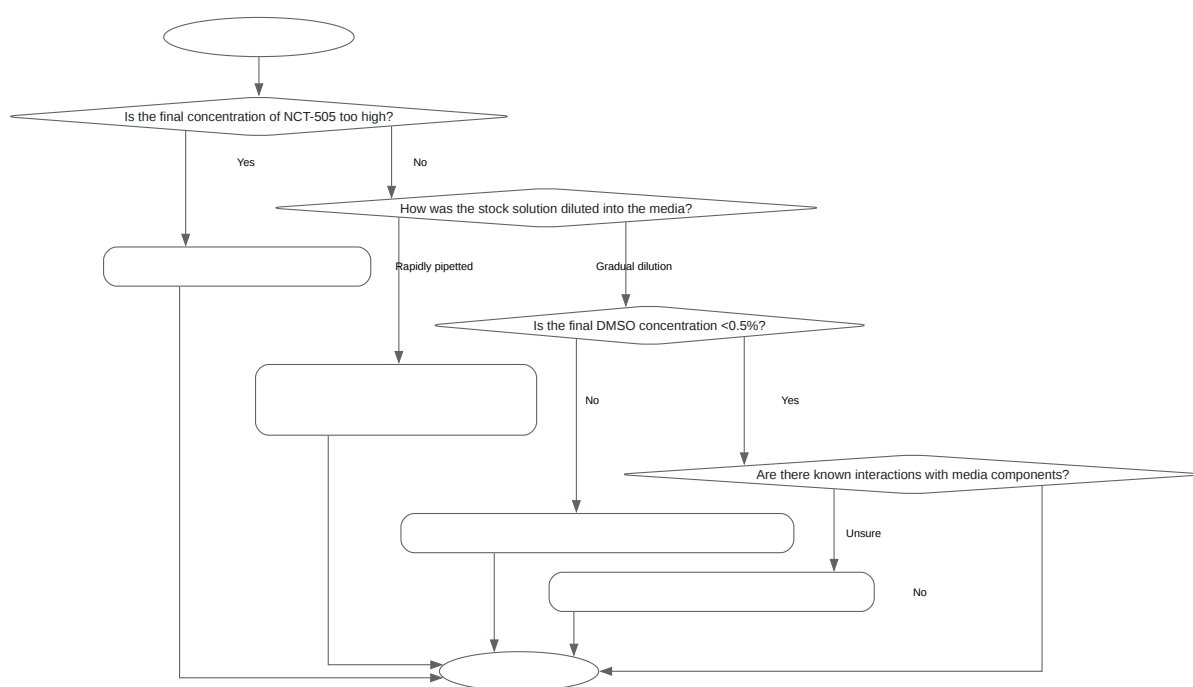 Is the final concentration of NCT-505 too high?
Yes
No
How was the stock solution diluted into the media?
Rapidly pipetted
Gradual dilution
Is the final DMSO concentration <0.5%?
No
Yes
Are there known interactions with media components?
Unsure
No